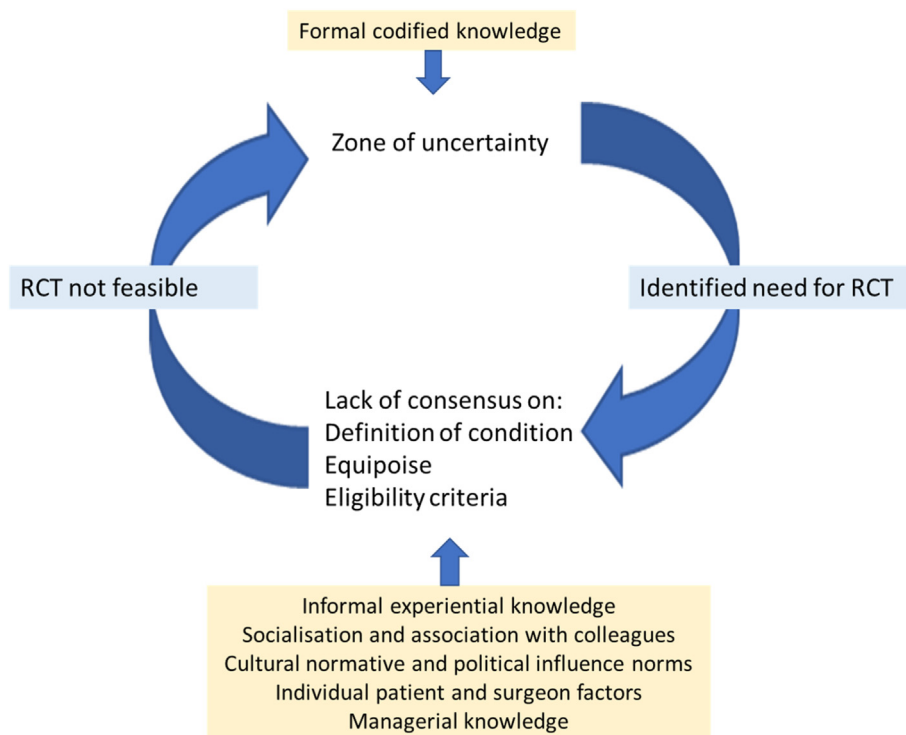 Formal codified knowledge
Zone of uncertainty
RCT not feasible
Identified need for RCT
Lack of consensus on:
Definition of condition
Equipoise
Eligibility criteria
Informal experiential knowledge
Socialisation and association with colleagues
Cultural normative and political influence norms
Individual patient and surgeon factors
Managerial knowledge